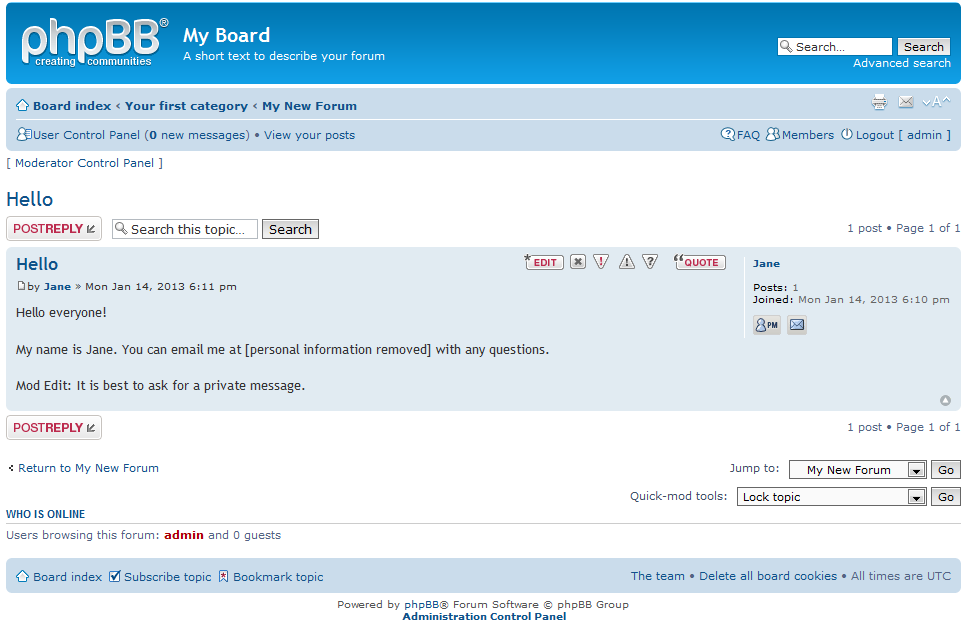 phpBB®
creating communities
My Board
A short text to describe your forum
Search... Search
Advanced search
Board index ‹ Your first category ‹ My New Forum
A
User Control Panel (0 new messages) • View your posts
FAQ Members Logout [ admin ]
[ Moderator Control Panel ]
Hello
POSTREPLY Search this topic... Search
1 post • Page 1 of 1
Hello
*EDIT ! ! ? “QUOTE
by Jane » Mon Jan 14, 2013 6:11 pm
Hello everyone!
My name is Jane. You can email me at [personal information removed] with any questions.
Mod Edit: It is best to ask for a private message.
Jane
Posts: 1
Joined: Mon Jan 14, 2013 6:10 pm
PM
POSTREPLY
1 post • Page 1 of 1
Return to My New Forum
Jump to: My New Forum Go
Quick-mod tools: Lock topic Go
WHO IS ONLINE
Users browsing this forum: admin and 0 guests
Board index Subscribe topic Bookmark topic
The team • Delete all board cookies • All times are UTC
Powered by phpBB® Forum Software © phpBB Group
Administration Control Panel